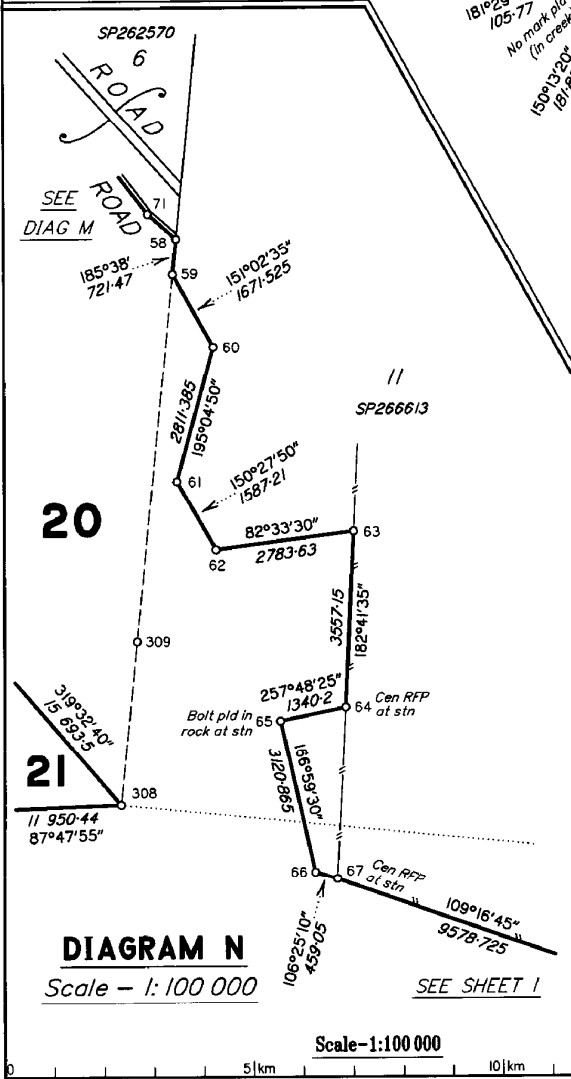 181°29'
105·77
No mark pla
(in creek
150°13'20"
181·8
SP262570
6
ROAD
ROAD
SEE
DIAG M
71
58
185°38'
721·47
59
151°02'35"
1671·525
60
11
SP266613
2811·385
195°04'50"
61
150°27'50"
1587·21
20
82°33'30"
2783·63
62
63
3557·15
182°41'35"
309
257°48'25"
1340·2
64
Cen RFP
at stn
Bolt pld in
rock at stn
65
319°32'40"
15 693·5
21
308
11 950·44
87°47'55"
166°59'30"
3120·865
66
67
Cen RFP
at stn
109°16'45"
9578·725
106°25'10"
459·05
DIAGRAM N
Scale – 1:100 000
SEE SHEET 1
Scale-1:100 000
0
5 km
10 km